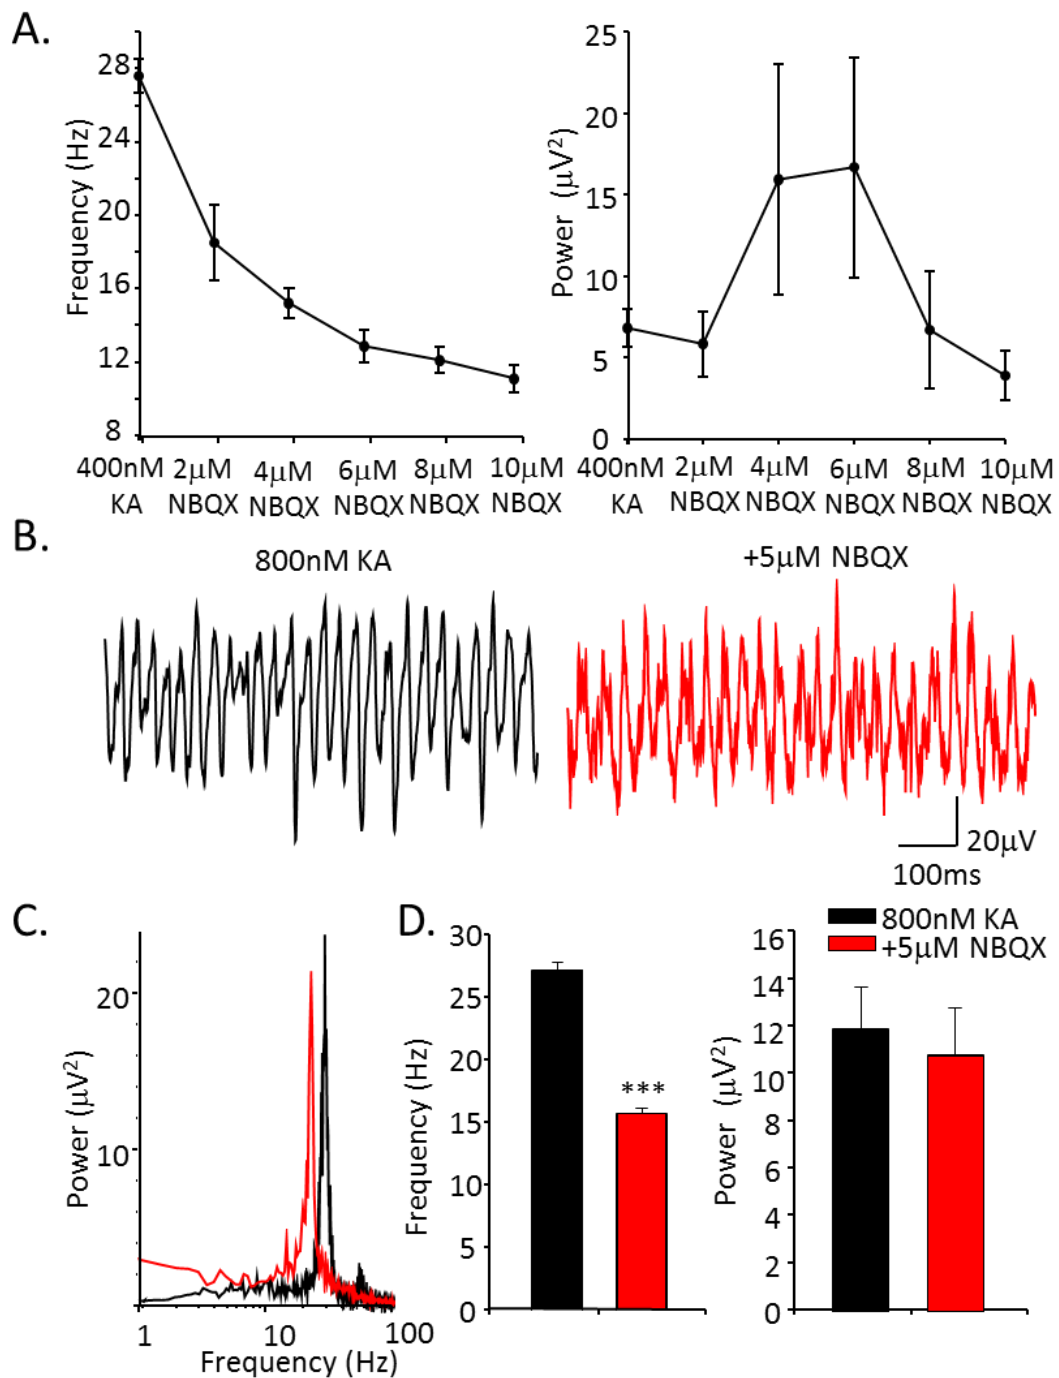 A.
Frequency (Hz)
28
24
20
16
12
8
400nM KA
2μM NBQX
4μM NBQX
6μM NBQX
8μM NBQX
10μM NBQX
Power (μV²)
25
20
15
10
5
0
400nM KA
2μM NBQX
4μM NBQX
6μM NBQX
8μM NBQX
10μM NBQX
B.
800nM KA
+5μM NBQX
20μV
100ms
C.
Power (μV²)
20
10
1
10
100
Frequency (Hz)
D.
Frequency (Hz)
30
25
20
15
10
5
0
***
800nM KA
+5μM NBQX
Power (μV²)
16
14
12
10
8
6
4
2
0